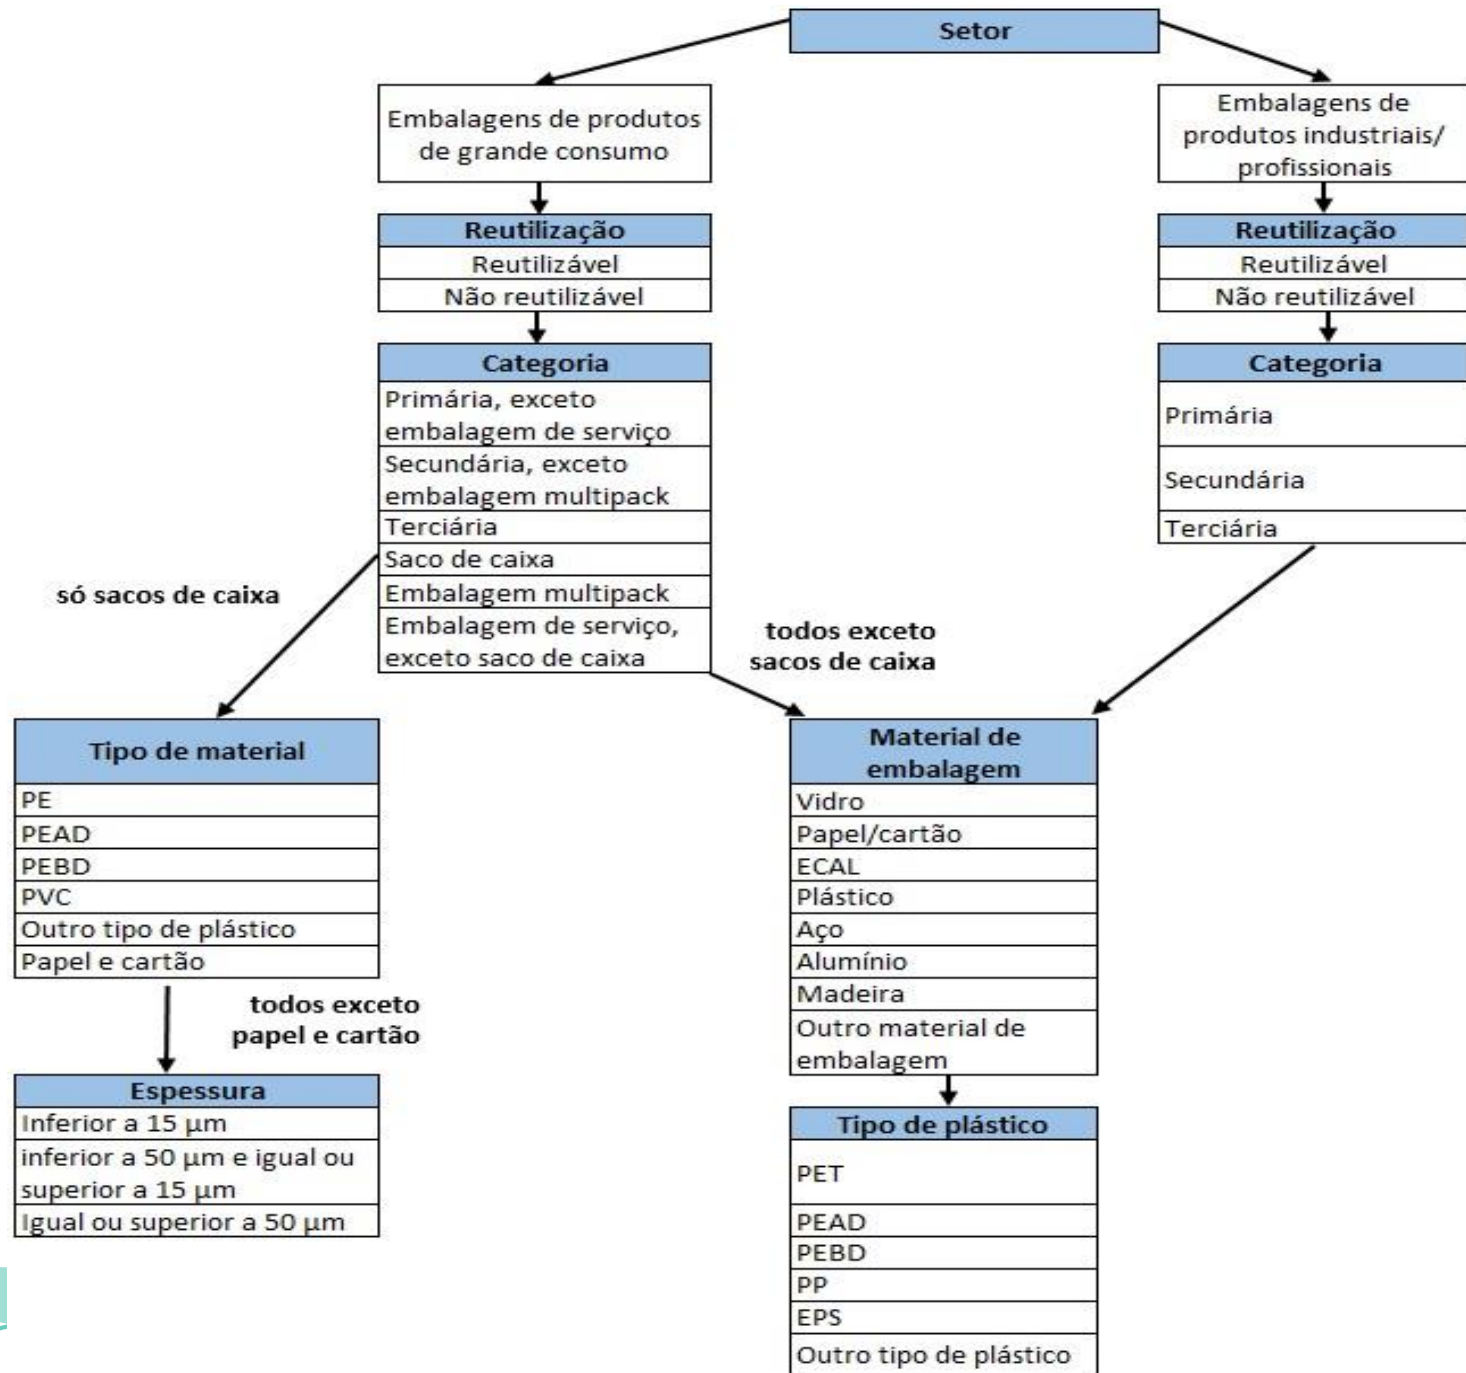 Setor
Embalagens de produtos
de grande consumo
Embalagens de
produtos industriais/
profissionais
Reutilização
Reutilizável
Não reutilizável
Reutilização
Reutilizável
Não reutilizável
Categoria
Primária, exceto
embalagem de serviço
Secundária, exceto
embalagem multipack
Terciária
Saco de caixa
Embalagem multipack
Embalagem de serviço,
exceto saco de caixa
Categoria
Primária
Secundária
Terciária
só sacos de caixa
todos exceto
sacos de caixa
Tipo de material
PE
PEAD
PEBD
PVC
Outro tipo de plástico
Papel e cartão
todos exceto
papel e cartão
Espessura
Inferior a 15 µm
inferior a 50 µm e igual ou
superior a 15 µm
Igual ou superior a 50 µm
Material de
embalagem
Vidro
Papel/cartão
ECAL
Plástico
Aço
Alumínio
Madeira
Outro material de
embalagem
Tipo de plástico
PET
PEAD
PEBD
PP
EPS
Outro tipo de plástico